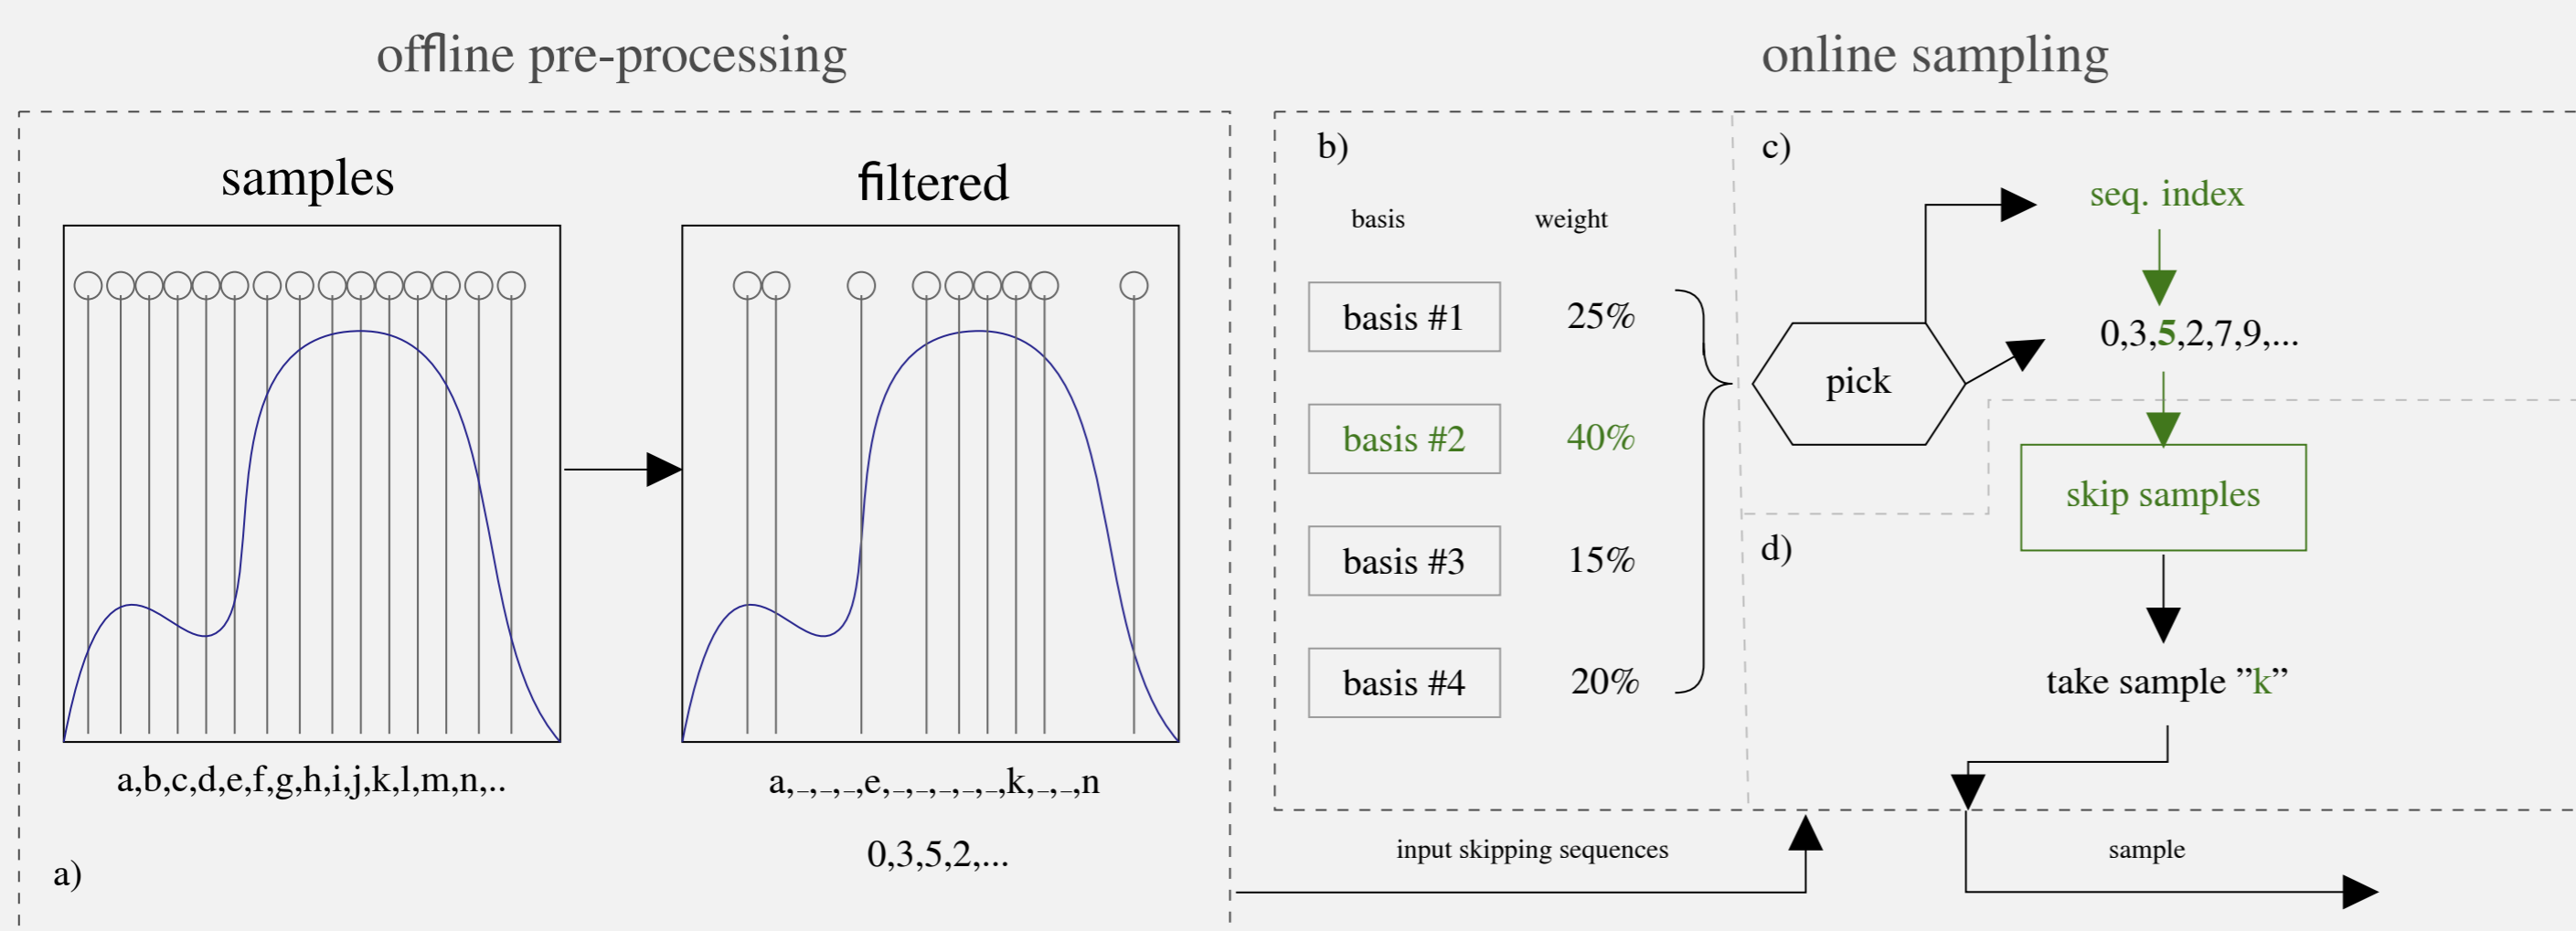 offline pre-processing
samples
filtered
a,b,c,d,e,f,g,h,i,j,k,l,m,n,..
a,_,_,_,e,_,_,_,_,_,k,_,_,n
0,3,5,2,...
a)
online sampling
b)
basis weight
basis #1 25%
basis #2 40%
basis #3 15%
basis #4 20%
c)
pick
seq. index
0,3,5,2,7,9,...
d)
skip samples
take sample ”k”
input skipping sequences
sample